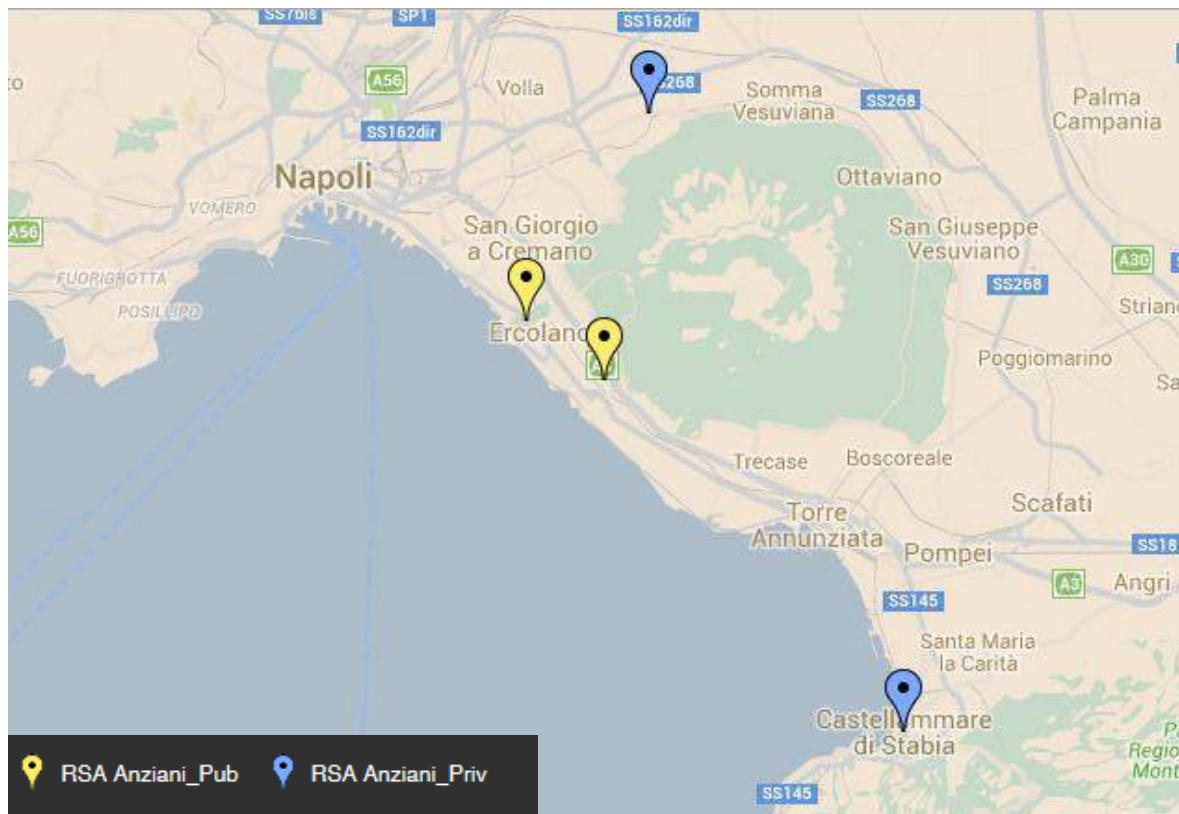 SS7bis
SP1
SS162dir
A56
Volla
SS268
Somma
Vesuviana
SS268
Palma
Campania
SS162dir
Napoli
Ottaviano
VOMERO
A56
San Giorgio
a Cremano
San Giuseppe
Vesuviano
A30
FUORIGROTTA
SS268
POSILLIPO
Ercolano
Poggiomarino
Trecase
Boscoreale
Scafati
Torre
Annunziata
Pompei
SS18
A3
Angri
SS145
Santa Maria
la Carità
Castellammare
di Stabia
SS145
RSA Anziani_Pub
RSA Anziani_Priv